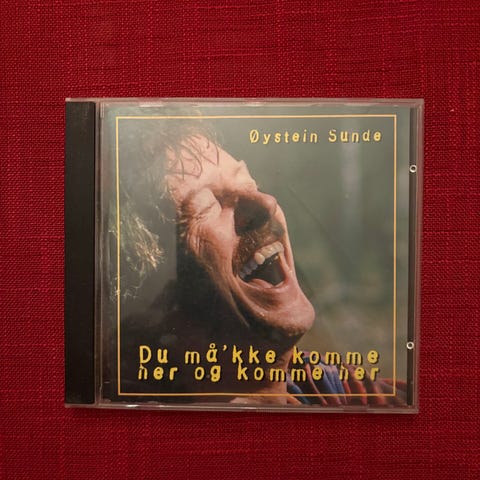 Øystein Sunde
Du må'kke komme
her og komme her